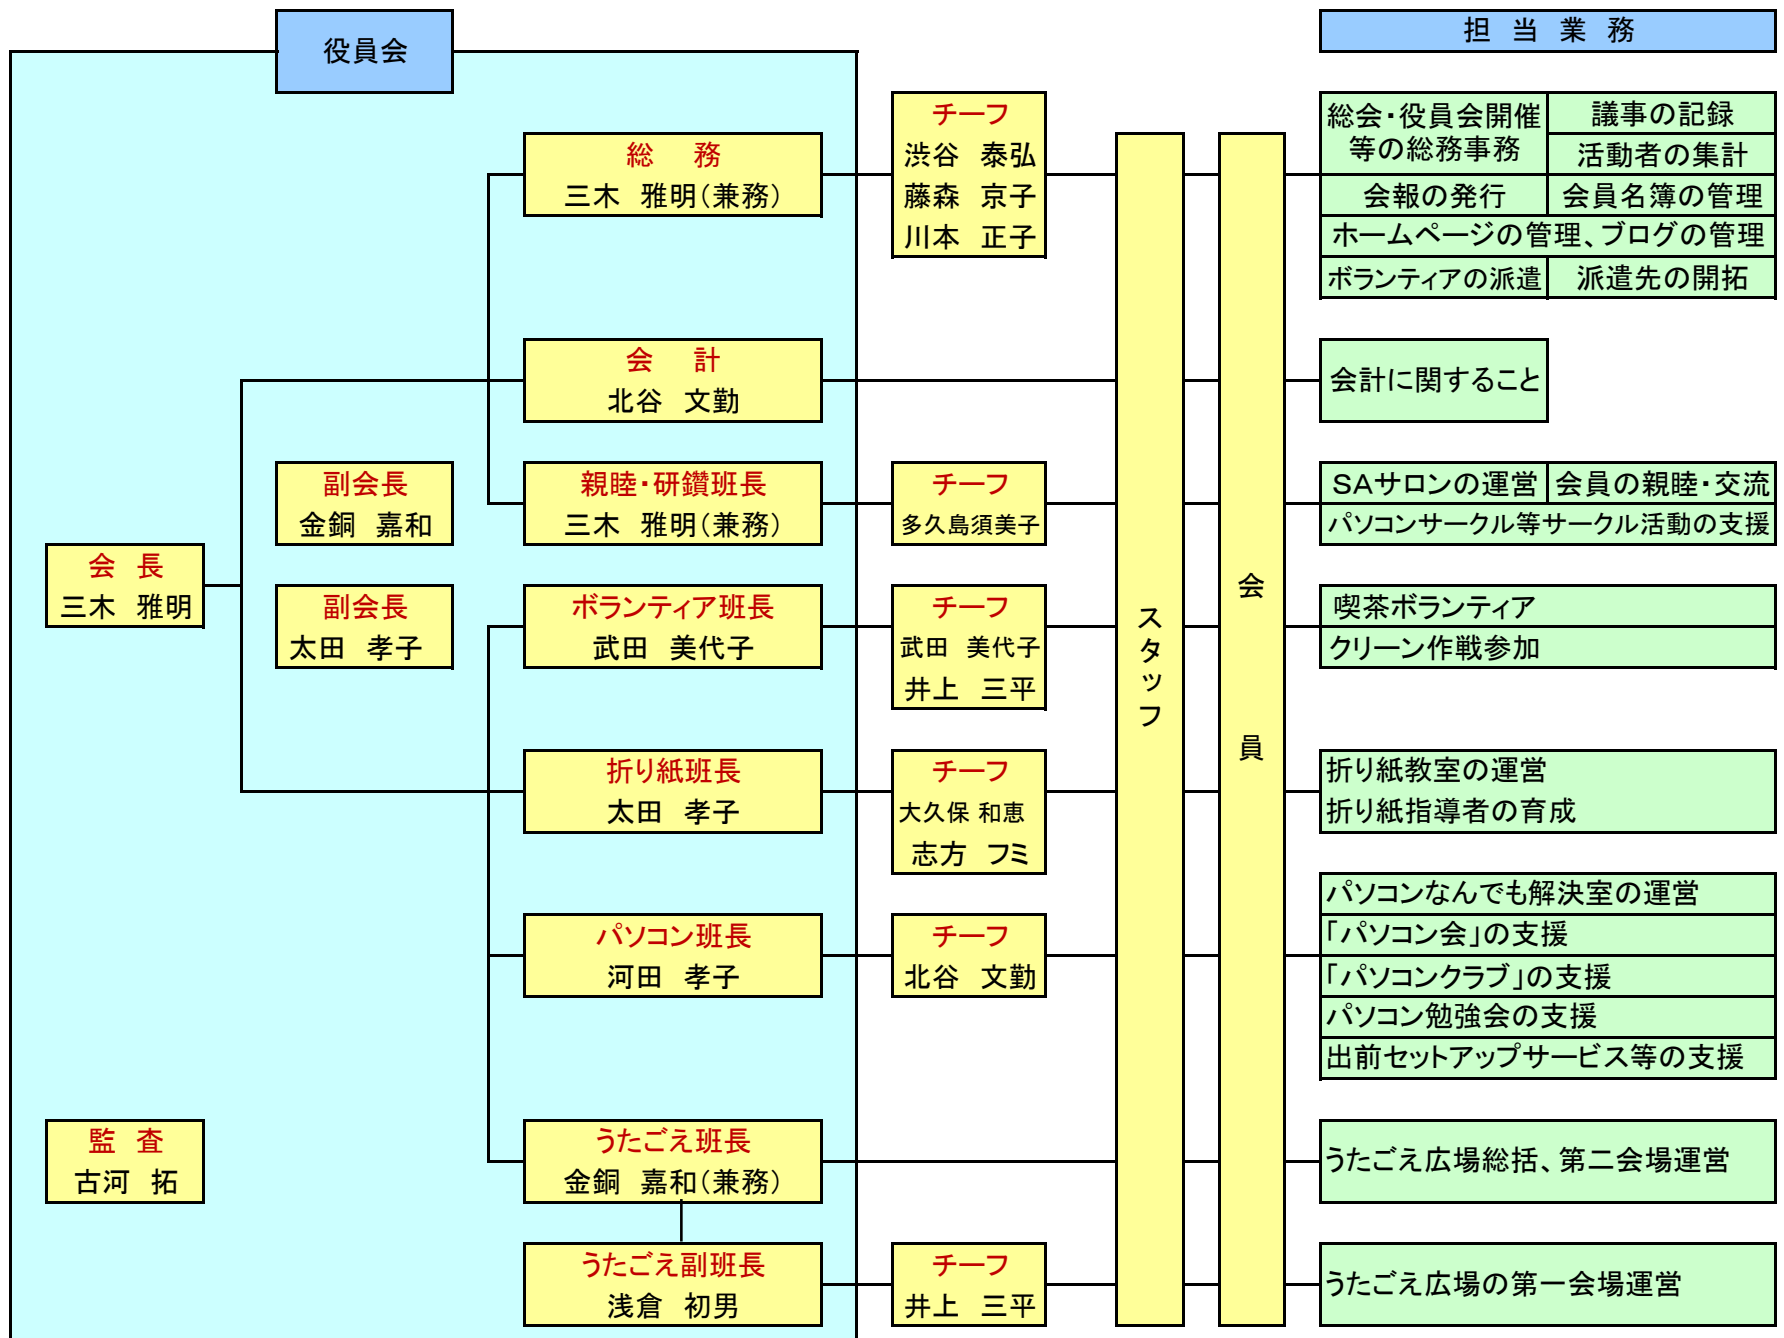 役員会
担 当 業 務
会 長
三木 雅明
監 査
古河 拓
副会長
金銅 嘉和
副会長
太田 孝子
総 務
三木 雅明(兼務)
チーフ
渋谷 泰弘
藤森 京子
川本 正子
会 計
北谷 文勤
親睦・研鑽班長
三木 雅明(兼務)
チーフ
多久島須美子
ボランティア班長
武田 美代子
チーフ
武田 美代子
井上 三平
折り紙班長
太田 孝子
チーフ
大久保 和恵
志方 フミ
パソコン班長
河田 孝子
チーフ
北谷 文勤
うたごえ班長
金銅 嘉和(兼務)
うたごえ副班長
浅倉 初男
チーフ
井上 三平
スタッフ
会 員
総会・役員会開催
等の総務事務
議事の記録
活動者の集計
会報の発行
会員名簿の管理
ホームページの管理、ブログの管理
ボランティアの派遣
派遣先の開拓
会計に関すること
SAサロンの運営
会員の親睦・交流
パソコンサークル等サークル活動の支援
喫茶ボランティア
クリーン作戦参加
折り紙教室の運営
折り紙指導者の育成
パソコンなんでも解決室の運営
「パソコン会」の支援
「パソコンクラブ」の支援
パソコン勉強会の支援
出前セットアップサービス等の支援
うたごえ広場総括、第二会場運営
うたごえ広場の第一会場運営